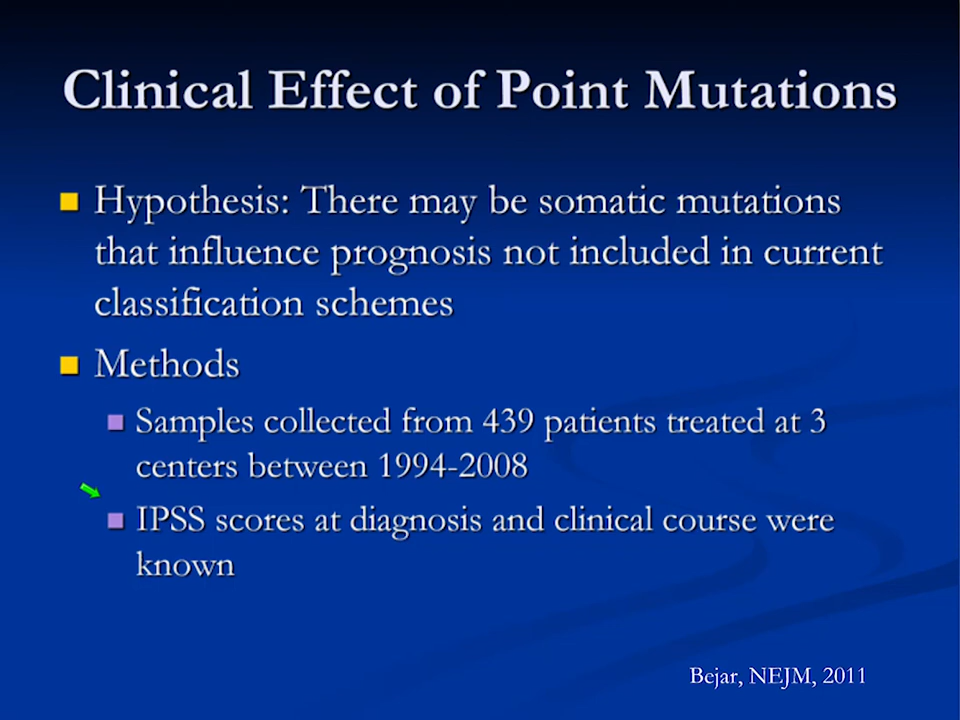 Clinical Effect of Point Mutations
Hypothesis: There may be somatic mutations
that influence prognosis not included in current
classification schemes
Methods
Samples collected from 439 patients treated at 3
centers between 1994-2008
IPSS scores at diagnosis and clinical course were
known
Bejar, NEJM, 2011